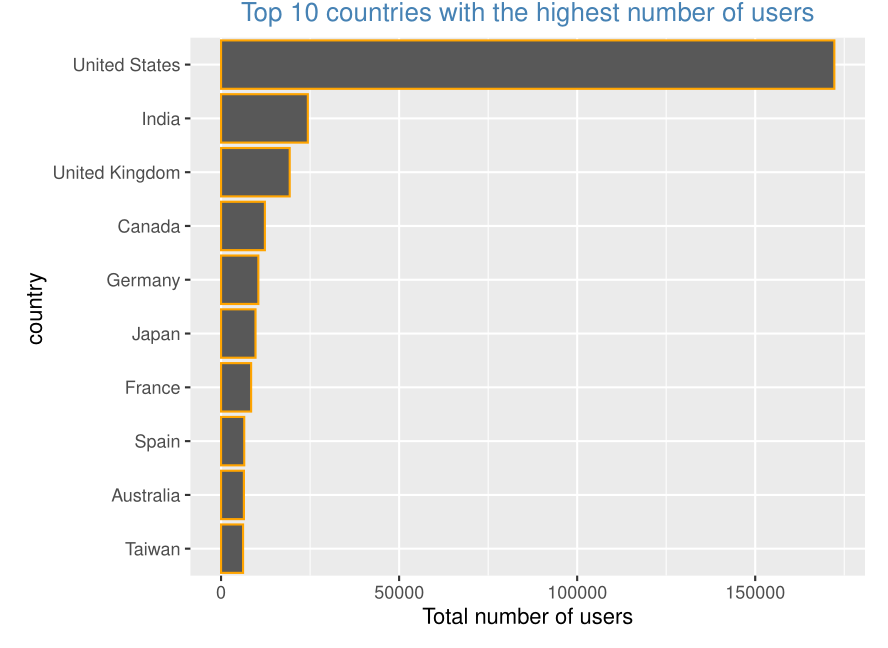 Top 10 countries with the highest number of users
United States
India
United Kingdom
Canada
Germany
Japan
France
Spain
Australia
Taiwan
country
0 50000 100000 150000
Total number of users